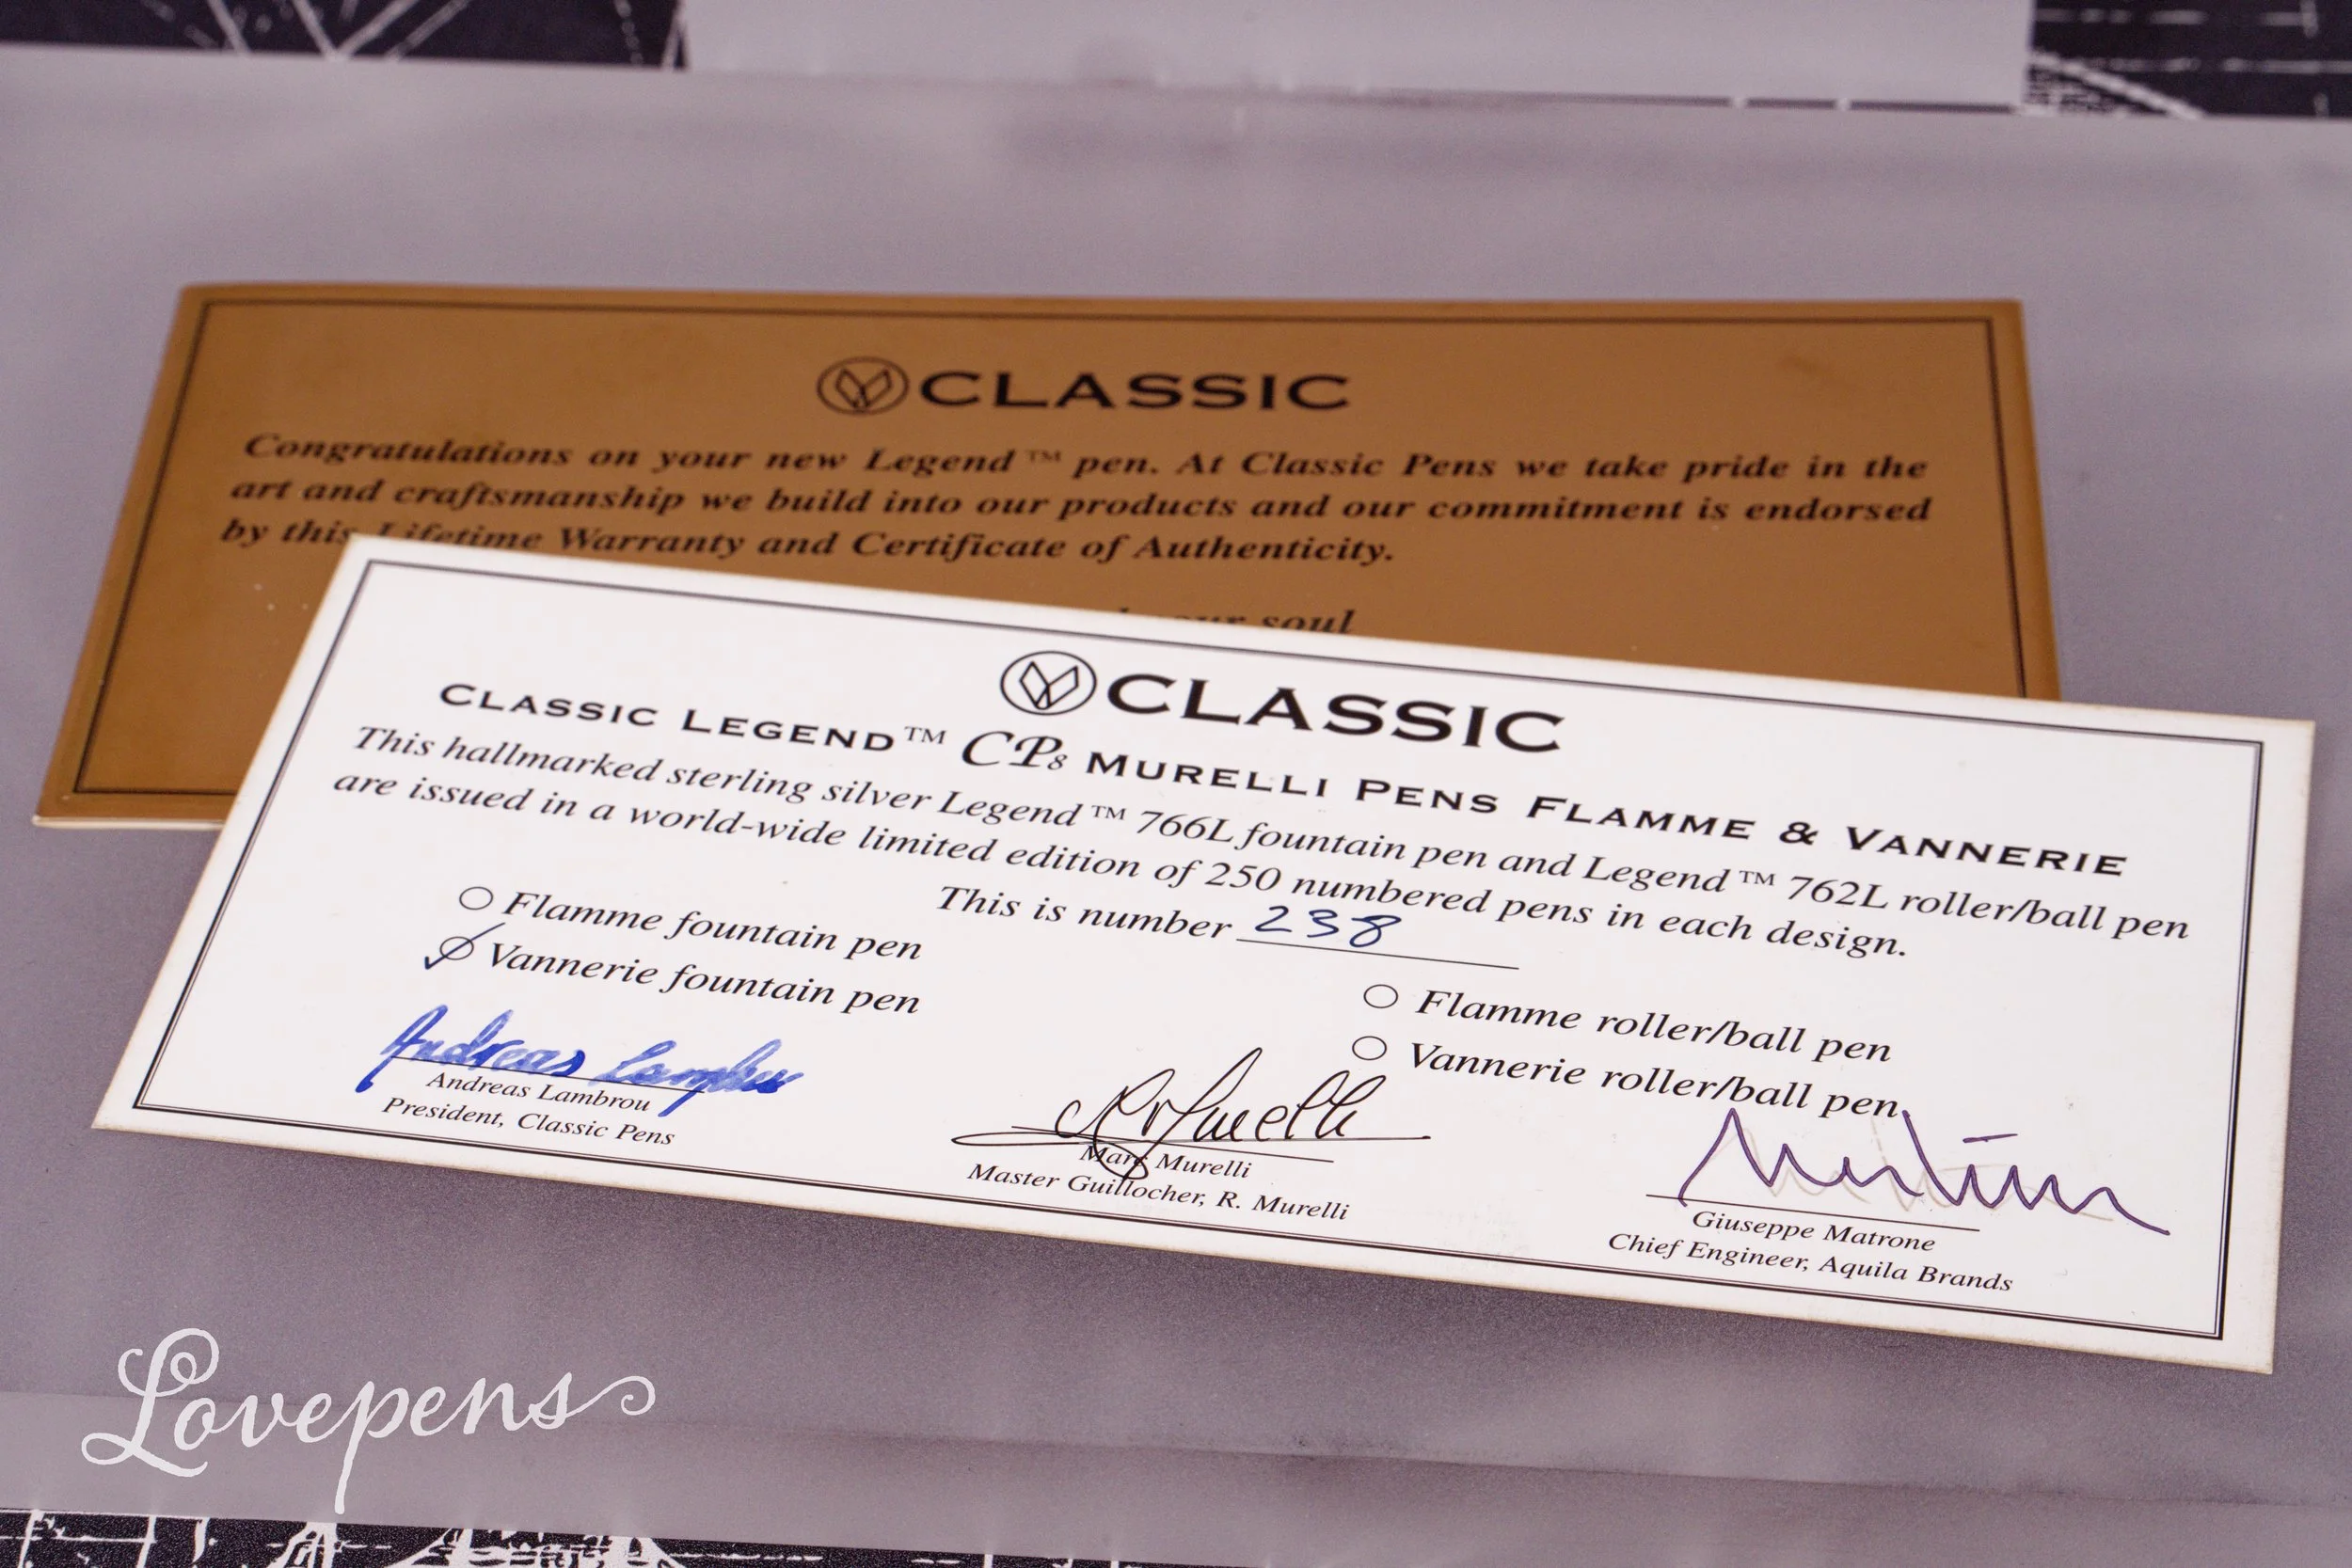 CLASSIC
Congratulations on your new Legend™ pen. At Classic Pens we take pride in the
art and craftsmanship we build into our products and our commitment is endorsed
by this Lifetime Warranty and Certificate of Authenticity.
our soul
CLASSIC
CLASSIC LEGEND™ CP8 MURELLI PENS FLAMME & VANNERIE
This hallmarked sterling silver Legend™ 766L fountain pen and Legend™ 762L roller/ball pen
are issued in a world-wide limited edition of 250 numbered pens in each design.
This is number 238
Flamme fountain pen
Vannerie fountain pen
Flamme roller/ball pen
Vannerie roller/ball pen
Andreas Lambrou
Andreas Lambrou
President, Classic Pens
Murelli
Marc Murelli
Master Guillocher, R. Murelli
Giuseppe Matrone
Chief Engineer, Aquila Brands
Lovepens